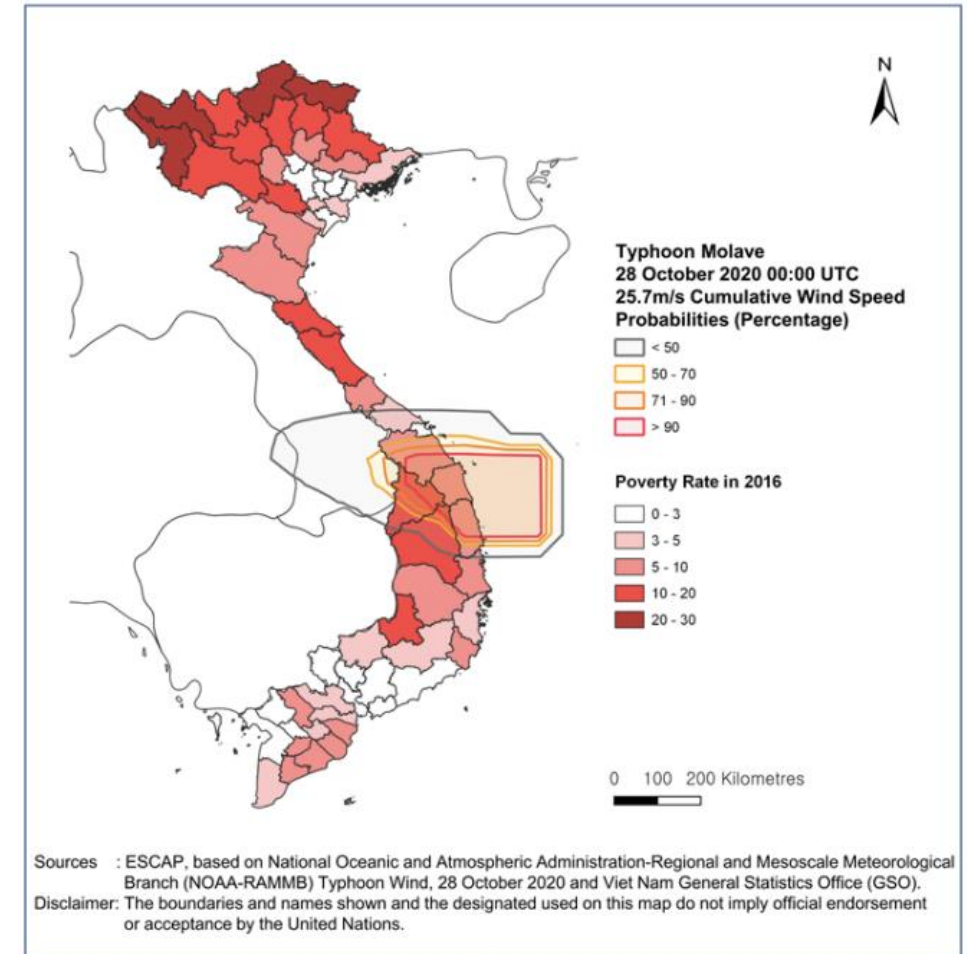 N
Typhoon Molave
28 October 2020 00:00 UTC
25.7m/s Cumulative Wind Speed
Probabilities (Percentage)
< 50
50 - 70
71 - 90
> 90
Poverty Rate in 2016
0 - 3
3 - 5
5 - 10
10 - 20
20 - 30
0 100 200 Kilometres
Sources : ESCAP, based on National Oceanic and Atmospheric Administration-Regional and Mesoscale Meteorological
Branch (NOAA-RAMMB) Typhoon Wind, 28 October 2020 and Viet Nam General Statistics Office (GSO).
Disclaimer: The boundaries and names shown and the designated used on this map do not imply official endorsement
or acceptance by the United Nations.